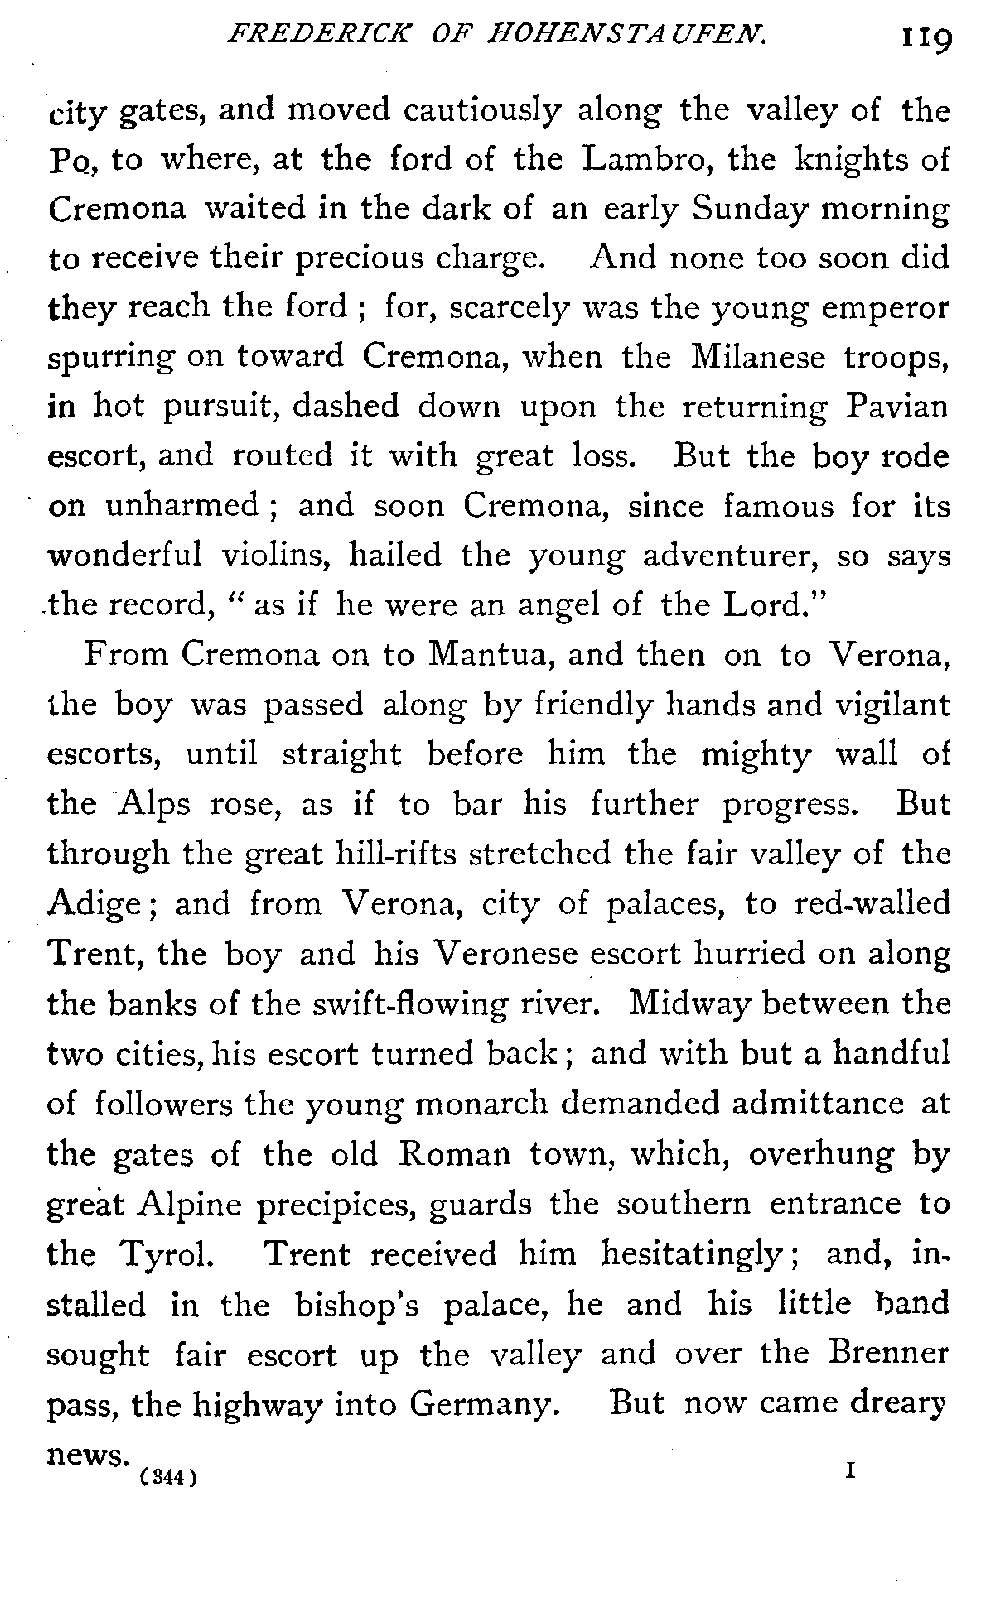 FREDERICK OF HOHENSTAUFEN. 119
city gates, and moved cautiously along the valley of the
Po, to where, at the ford of the Lambro, the knights of
Cremona waited in the dark of an early Sunday morning
to receive their precious charge. And none too soon did
they reach the ford ; for, scarcely was the young emperor
spurring on toward Cremona, when the Milanese troops,
in hot pursuit, dashed down upon the returning Pavian
escort, and routed it with great loss. But the boy rode
on unharmed ; and soon Cremona, since famous for its
wonderful violins, hailed the young adventurer, so says
the record, “ as if he were an angel of the Lord.”
From Cremona on to Mantua, and then on to Verona,
the boy was passed along by friendly hands and vigilant
escorts, until straight before him the mighty wall of
the Alps rose, as if to bar his further progress. But
through the great hill-rifts stretched the fair valley of the
Adige ; and from Verona, city of palaces, to red-walled
Trent, the boy and his Veronese escort hurried on along
the banks of the swift-flowing river. Midway between the
two cities, his escort turned back ; and with but a handful
of followers the young monarch demanded admittance at
the gates of the old Roman town, which, overhung by
great Alpine precipices, guards the southern entrance to
the Tyrol. Trent received him hesitatingly ; and, in-
stalled in the bishop's palace, he and his little band
sought fair escort up the valley and over the Brenner
pass, the highway into Germany. But now came dreary
news.
(344) I